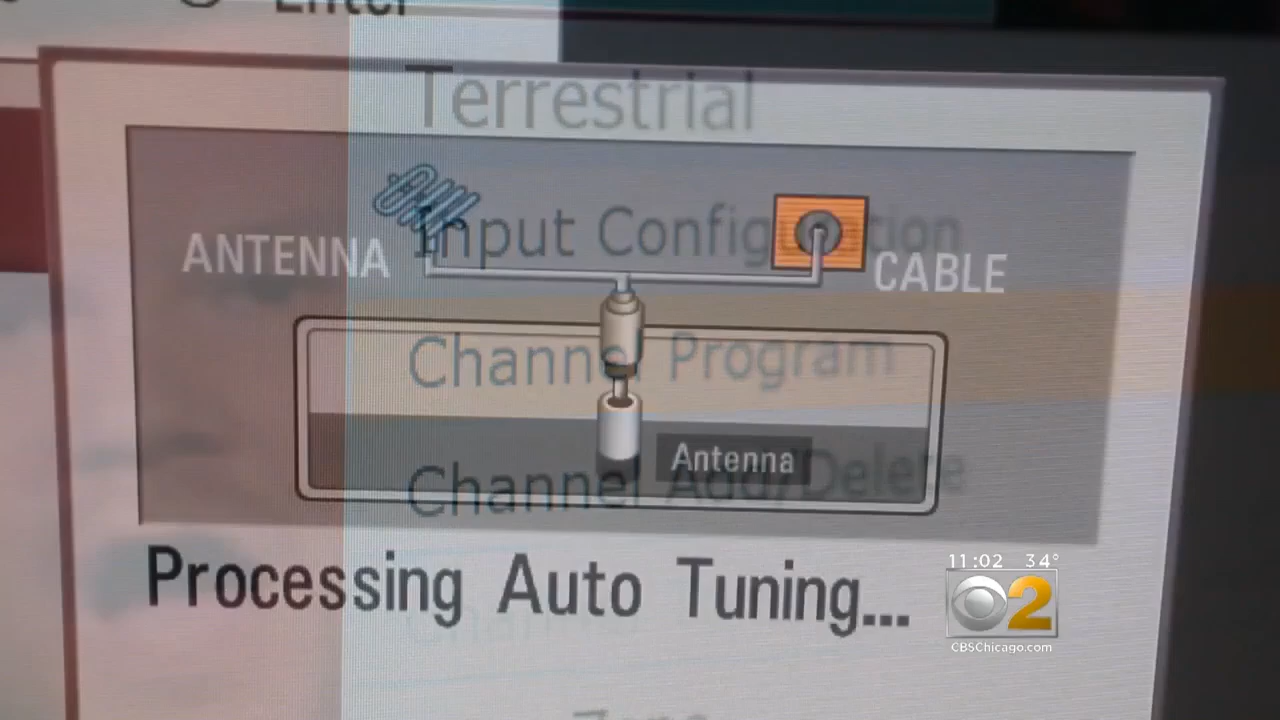 Enter
Terrestrial
Input Configuration
ANTENNA
CABLE
Channel Program
Antenna
Channel Add/Delete
Processing Auto Tuning...
11:02 34°
2
CBSChicago.com